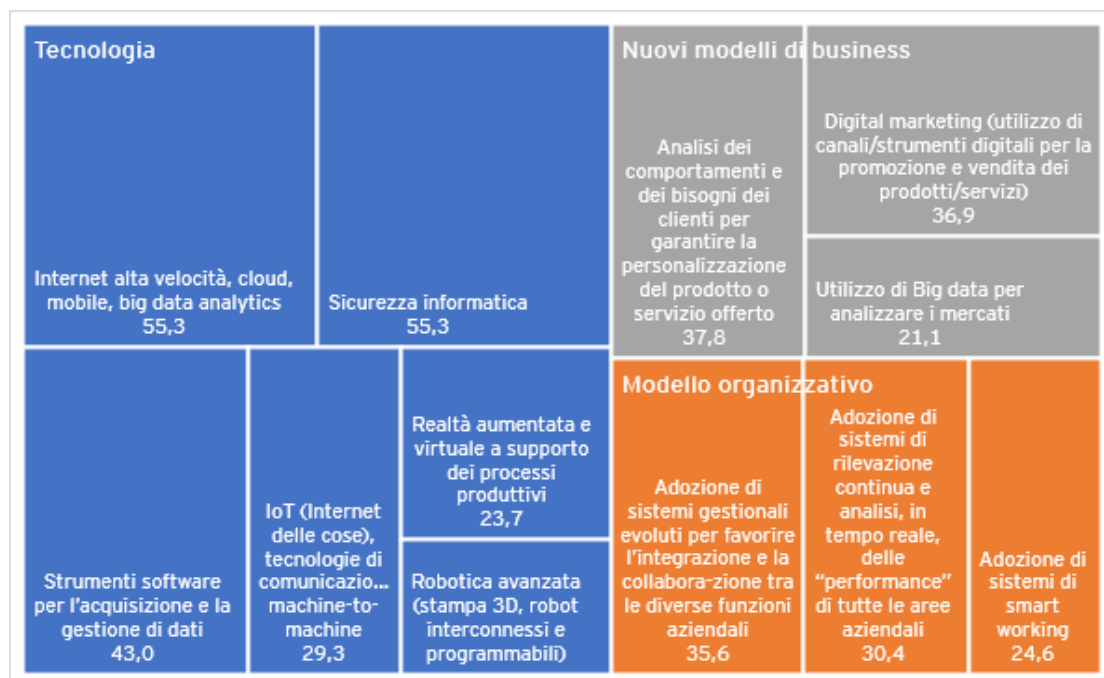 Tecnologia
Internet alta velocità, cloud,
mobile, big data analytics
55,3
Sicurezza informatica
55,3
Strumenti software
per l'acquisizione e la
gestione di dati
43,0
IoT (Internet
delle cose),
tecnologie di
comunicazio...
machine-to-
machine
29,3
Realtà aumentata e
virtuale a supporto
dei processi
produttivi
23,7
Robotica avanzata
(stampa 3D, robot
interconnessi e
programmabili)
Nuovi modelli di business
Analisi dei
comportamenti e
dei bisogni dei
clienti per
garantire la
personalizzazione
del prodotto o
servizio offerto
37,8
Digital marketing (utilizzo di
canali/strumenti digitali per la
promozione e vendita dei
prodotti/servizi)
36,9
Utilizzo di Big data per
analizzare i mercati
21,1
Modello organizzativo
Adozione di
sistemi gestionali
evoluti per favorire
l'integrazione e la
collabora-zione tra
le diverse funzioni
aziendali
35,6
Adozione di
sistemi di
rilevazione
continua e
analisi, in
tempo reale,
delle
“performance”
di tutte le aree
aziendali
30,4
Adozione di
sistemi di
smart
working
24,6